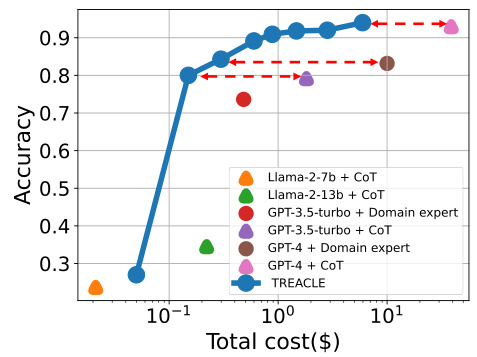 0.9
0.8
0.7
0.6
0.5
0.4
0.3
Accuracy
Llama-2-7b + CoT
Llama-2-13b + CoT
GPT-3.5-turbo + Domain expert
GPT-3.5-turbo + CoT
GPT-4 + Domain expert
GPT-4 + CoT
TREACLE
10⁻¹ 10⁰ 10¹
Total cost($)